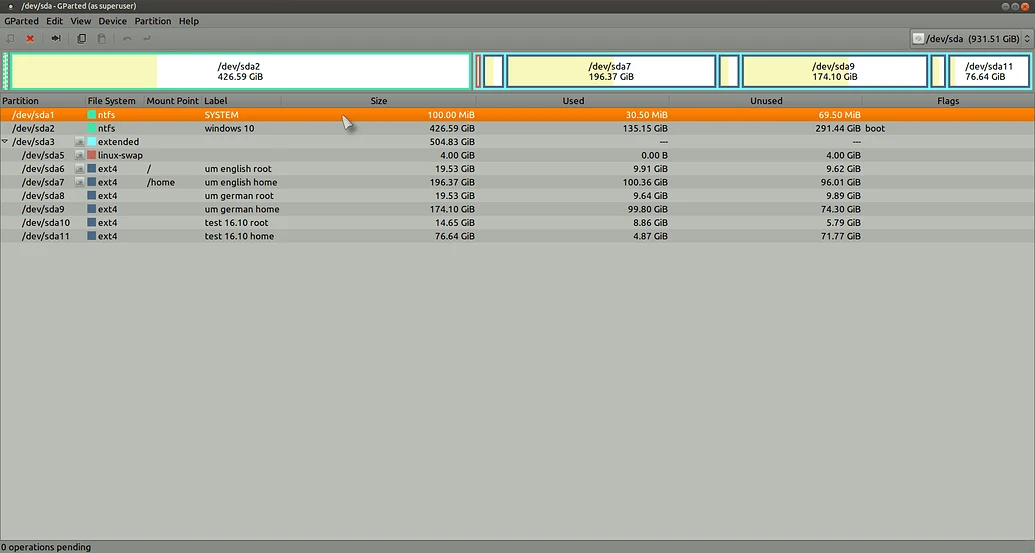 /dev/sda - GParted (as superuser)
GParted Edit View Device Partition Help
/dev/sda (931.51 GiB)
/dev/sda2 /dev/sda7 /dev/sda9 /dev/sda11
426.59 GiB 196.37 GiB 174.10 GiB 76.64 GiB
Partition File System Mount Point Label Size Used Unused Flags
/dev/sda1 ntfs SYSTEM 100.00 MiB 30.50 MiB 69.50 MiB
/dev/sda2 ntfs windows 10 426.59 GiB 135.15 GiB 291.44 GiB boot
/dev/sda3 extended 504.83 GiB --- ---
/dev/sda5 linux-swap 4.00 GiB 0.00 B 4.00 GiB
/dev/sda6 ext4 / um english root 19.53 GiB 9.91 GiB 9.62 GiB
/dev/sda7 ext4 /home um english home 196.37 GiB 100.36 GiB 96.01 GiB
/dev/sda8 ext4 um german root 19.53 GiB 9.64 GiB 9.89 GiB
/dev/sda9 ext4 um german home 174.10 GiB 99.80 GiB 74.30 GiB
/dev/sda10 ext4 test 16.10 root 14.65 GiB 8.86 GiB 5.79 GiB
/dev/sda11 ext4 test 16.10 home 76.64 GiB 4.87 GiB 71.77 GiB
0 operations pending